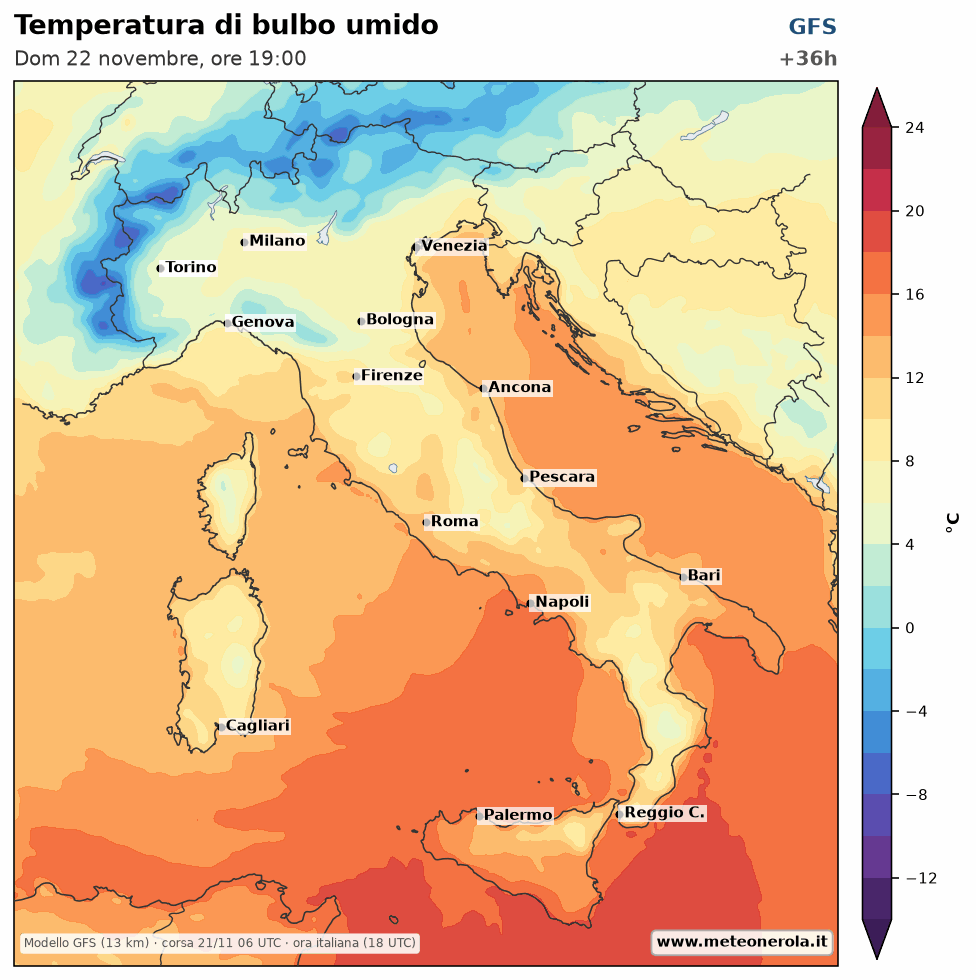 Temperatura di bulbo umido
GFS
Dom 22 novembre, ore 19:00
+36h
24
20
16
12
8
4
0
−4
−8
−12
°C
Milano
Venezia
Torino
Genova
Bologna
Firenze
Ancona
Pescara
Roma
Bari
Napoli
Cagliari
Palermo
Reggio C.
Modello GFS (13 km) · corsa 21/11 06 UTC · ora italiana (18 UTC)
www.meteonerola.it